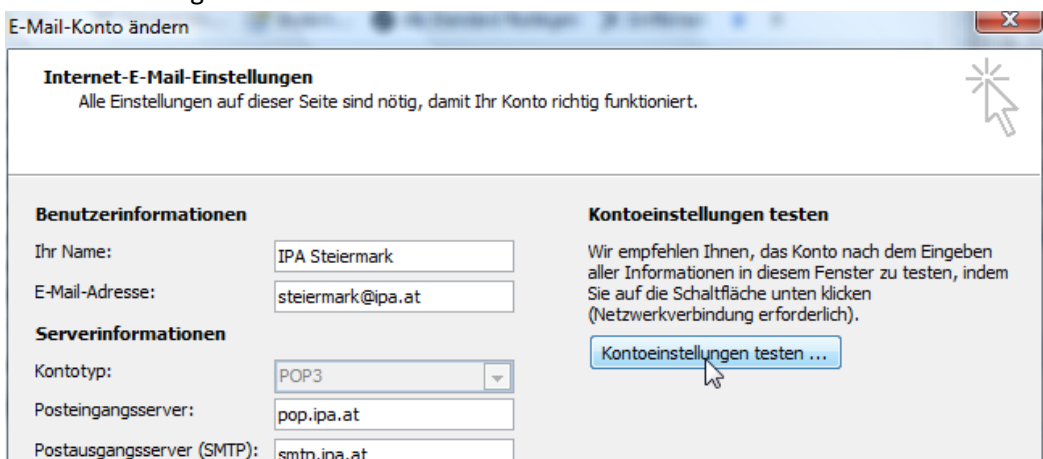 E-Mail-Konto ändern
Internet-E-Mail-Einstellungen
Alle Einstellungen auf dieser Seite sind nötig, damit Ihr Konto richtig funktioniert.
Benutzerinformationen
Ihr Name:
IPA Steiermark
E-Mail-Adresse:
steiermark@ipa.at
Serverinformationen
Kontotyp:
POP3
Posteingangsserver:
pop.ipa.at
Postausgangsserver (SMTP):
smtp.ipa.at
Kontoeinstellungen testen
Wir empfehlen Ihnen, das Konto nach dem Eingeben
aller Informationen in diesem Fenster zu testen, indem
Sie auf die Schaltfläche unten klicken
(Netzwerkverbindung erforderlich).
Kontoeinstellungen testen ...